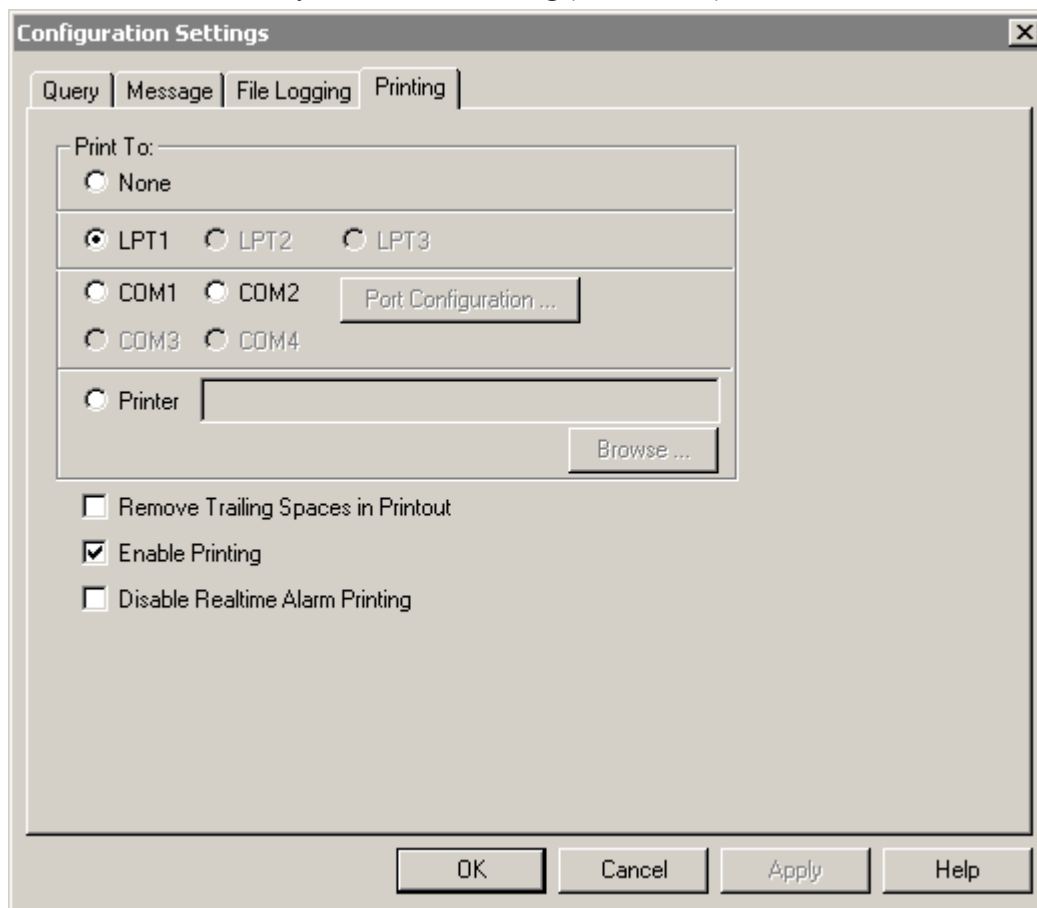 Configuration Settings
Query Message File Logging Printing
Print To:
None
LPT1 LPT2 LPT3
COM1 COM2 Port Configuration ...
COM3 COM4
Printer
Browse ...
Remove Trailing Spaces in Printout
Enable Printing
Disable Realtime Alarm Printing
OK Cancel Apply Help